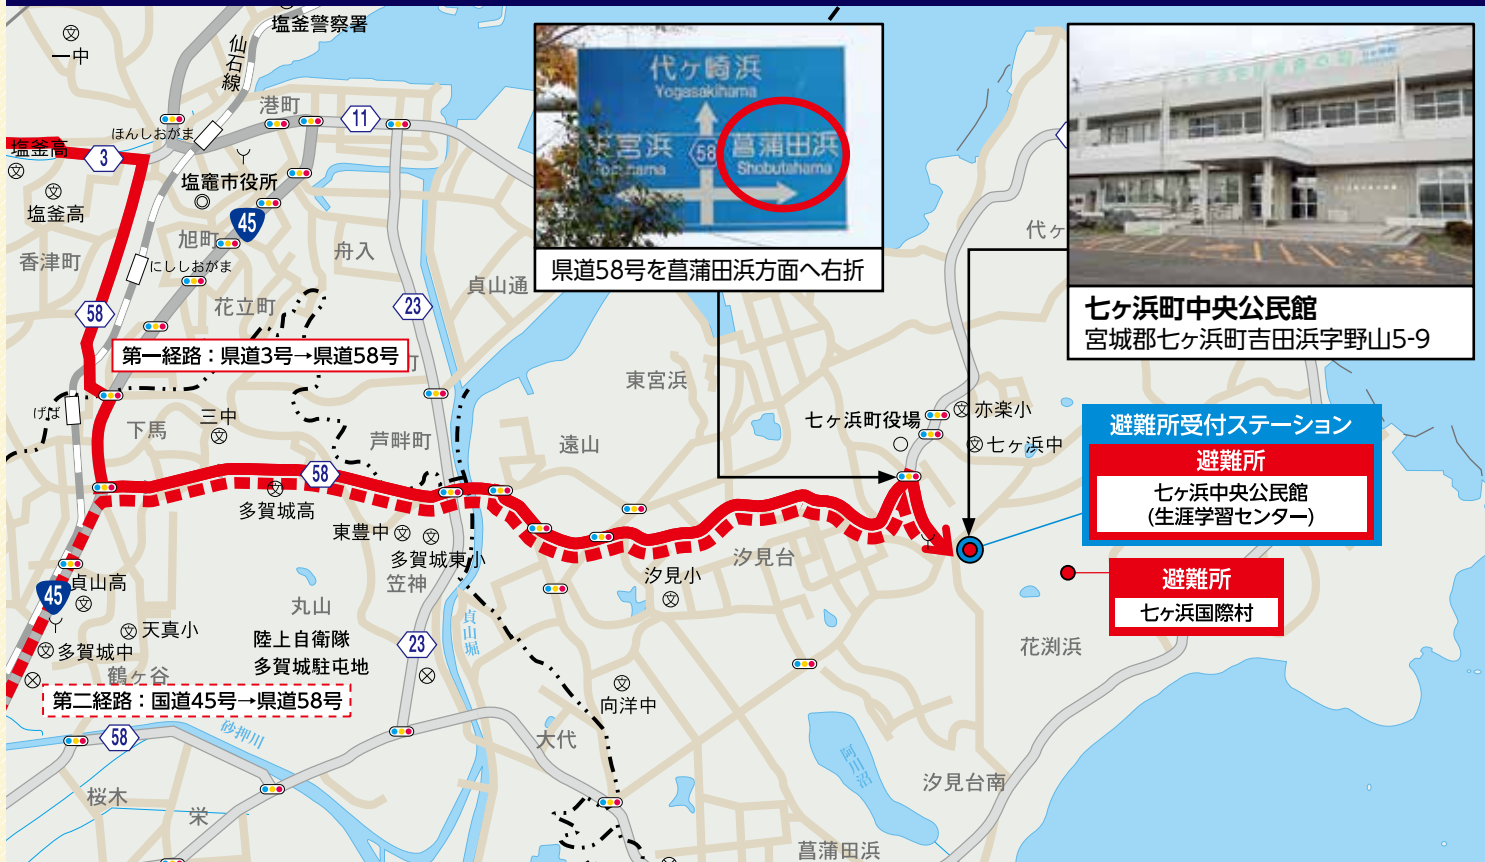 塩釜警察署
一中
仙石線
港町
11
ほんしおがま
塩釜高
3
塩竈市役所
塩釜高
45
旭町
舟入
香津町
にししおがま
貞山通
花立町
58
23
第一経路：県道3号→県道58号
町
代ヶ崎浜
Yogasakihama
宮浜
58
菖蒲田浜
Shobutahama
県道58号を菖蒲田浜方面へ右折
代ヶ
七ヶ浜町中央公民館
宮城郡七ヶ浜町吉田浜字野山5-9
東宮浜
げば
下馬
三中
芦畔町
遠山
七ヶ浜町役場
亦楽小
七ヶ浜中
避難所受付ステーション
避難所
七ヶ浜中央公民館
(生涯学習センター)
58
多賀城高
東豊中
多賀城東小
笠神
汐見台
汐見小
避難所
七ヶ浜国際村
45
貞山高
丸山
天真小
多賀城中
鶴ヶ谷
陸上自衛隊
多賀城駐屯地
23
貞山堀
花渕浜
第二経路：国道45号→県道58号
向洋中
58
砂押川
大代
阿川沼
汐見台南
桜木
栄
菖蒲田浜